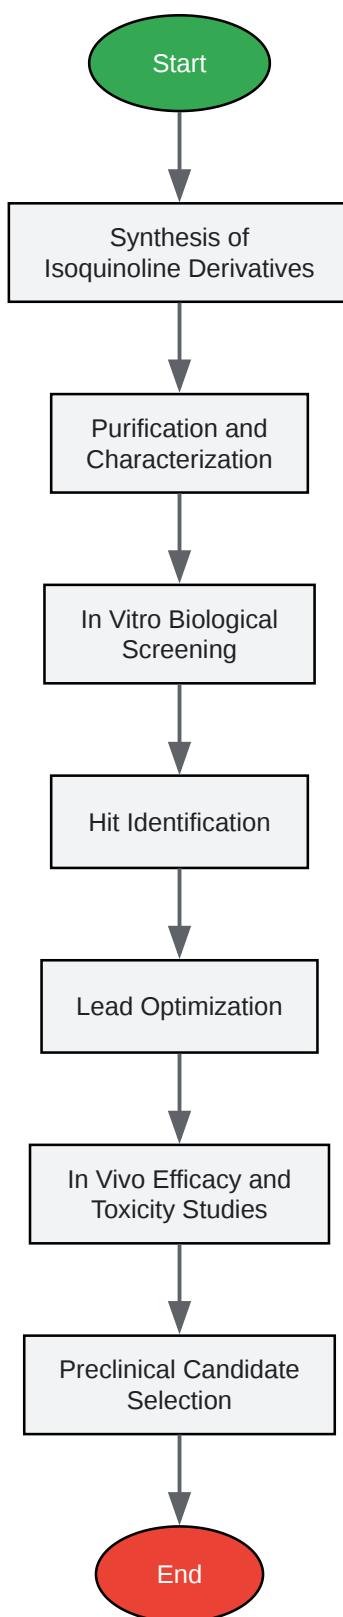 Start
Synthesis of
Isoquinoline Derivatives
Purification and
Characterization
In Vitro Biological
Screening
Hit Identification
Lead Optimization
In Vivo Efficacy and
Toxicity Studies
Preclinical Candidate
Selection
End